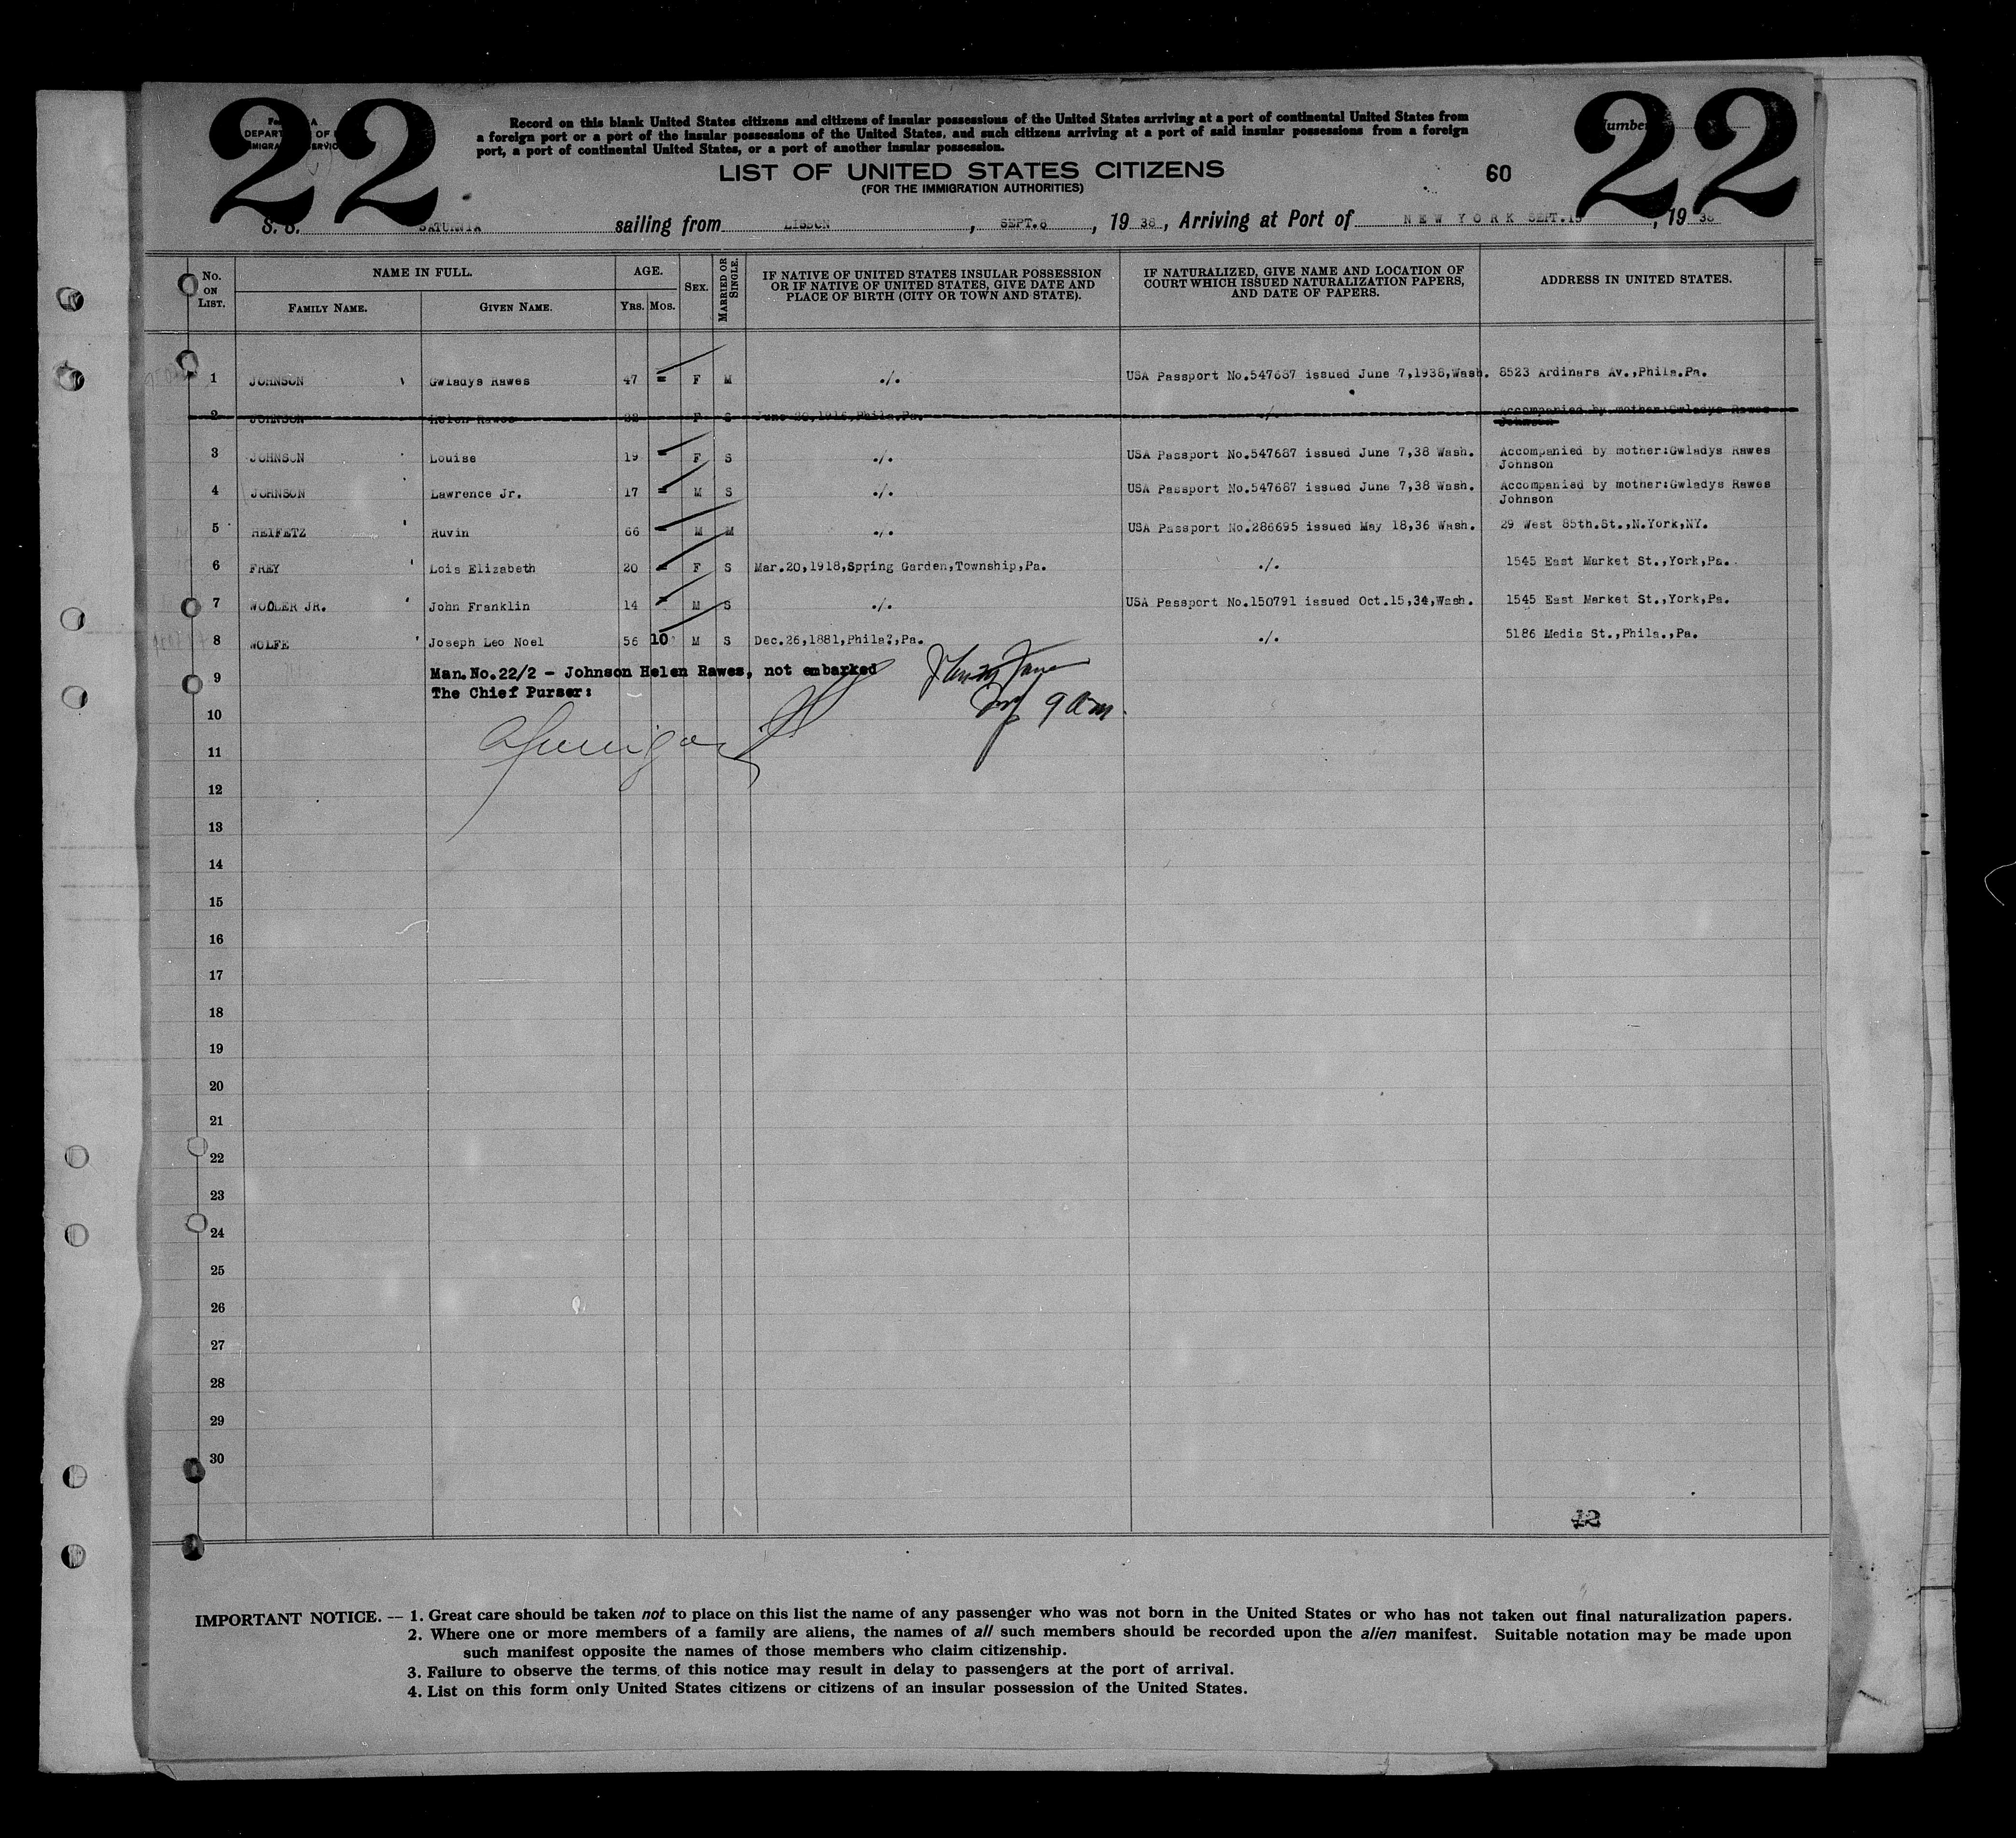 22
22
Record on this blank United States citizens and citizens of insular possessions of the United States arriving at a port of continental United States from
a foreign port or a port of the insular possessions of the United States, and such citizens arriving at a port of said insular possessions from a foreign
port, a port of continental United States, or a port of another insular possession.
LIST OF UNITED STATES CITIZENS
(FOR THE IMMIGRATION AUTHORITIES)
60
S. S. SATURNIA sailing from LISBON, SEPT.8, 19 38, Arriving at Port of NEW YORK SEPT.15, 19 38
No. ON LIST. NAME IN FULL. AGE. SEX. MARRIED OR SINGLE. IF NATIVE OF UNITED STATES INSULAR POSSESSION OR IF NATIVE OF UNITED STATES, GIVE DATE AND PLACE OF BIRTH (CITY OR TOWN AND STATE). IF NATURALIZED, GIVE NAME AND LOCATION OF COURT WHICH ISSUED NATURALIZATION PAPERS, AND DATE OF PAPERS. ADDRESS IN UNITED STATES.
FAMILY NAME. GIVEN NAME. YRS. MOS.
1 JOHNSON Gwladys Rawes 47 = F M ./. USA Passport No.547687 issued June 7,1938,Wash. 8523 Ardinars Av.,Phila.Pa.
2 JOHNSON Helen Rawes 22 F S June 20,1916,Phila.Pa. ./. Accompanied by mother:Gwladys Rawes
Johnson
3 JOHNSON Louise 19 = F S ./. USA Passport No.547687 issued June 7,38 Wash. Accompanied by mother:Gwladys Rawes
Johnson
4 JOHNSON Lawrence Jr. 17 = M S ./. USA Passport No.547687 issued June 7,38 Wash. Accompanied by mother:Gwladys Rawes
Johnson
5 HEIFETZ Ruvin 66 = M M ./. USA Passport No.286695 issued May 18,36 Wash. 29 West 85th.St.,N.York,NY.
6 FREY Lois Elizabeth 20 = F S Mar.20,1918,Spring Garden,Township,Pa. ./. 1545 East Market St.,York,Pa.
7 WOOLER JR. John Franklin 14 = M S ./. USA Passport No.150791 issued Oct.15,34,Wash. 1545 East Market St.,York,Pa.
8 WOLFE Joseph Leo Noel 56 10 M S Dec.26,1881,Phila?,Pa. ./. 5186 Media St.,Phila.,Pa.
9 Man.No.22/2 - Johnson Helen Rawes, not embarked
The Chief Purser:
9 am.
10
11
12
13
14
15
16
17
18
19
20
21
22
23
24
25
26
27
28
29
30
12
IMPORTANT NOTICE. — 1. Great care should be taken not to place on this list the name of any passenger who was not born in the United States or who has not taken out final naturalization papers.
2. Where one or more members of a family are aliens, the names of all such members should be recorded upon the alien manifest. Suitable notation may be made upon
such manifest opposite the names of those members who claim citizenship.
3. Failure to observe the terms of this notice may result in delay to passengers at the port of arrival.
4. List on this form only United States citizens or citizens of an insular possession of the United States.